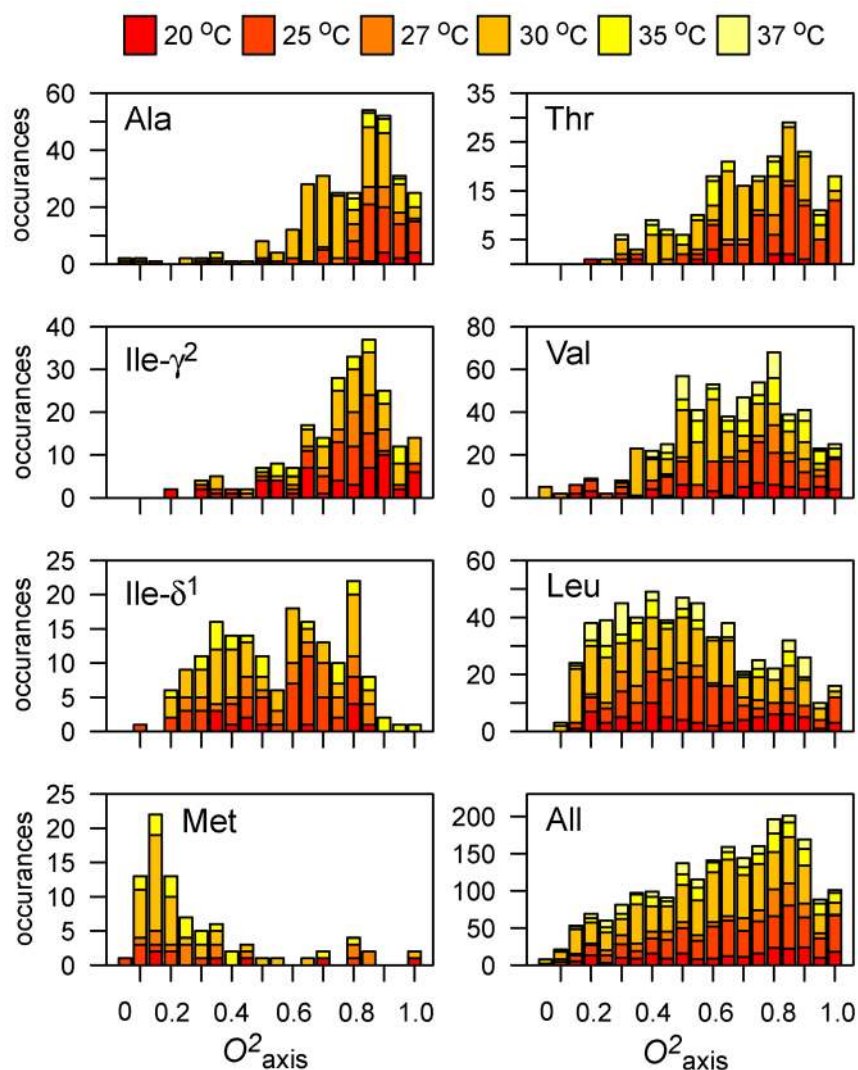 20 °C 25 °C 27 °C 30 °C 35 °C 37 °C
occurances
60
40
20
0
Ala
35
25
15
5
Thr
occurances
40
30
20
10
0
Ile-γ²
80
60
40
20
0
Val
occurances
25
20
15
10
5
0
Ile-δ¹
60
40
20
0
Leu
occurances
25
20
15
10
5
0
Met
200
150
100
50
0
All
0 0.2 0.4 0.6 0.8 1.0
0 0.2 0.4 0.6 0.8 1.0
O²axis
O²axis